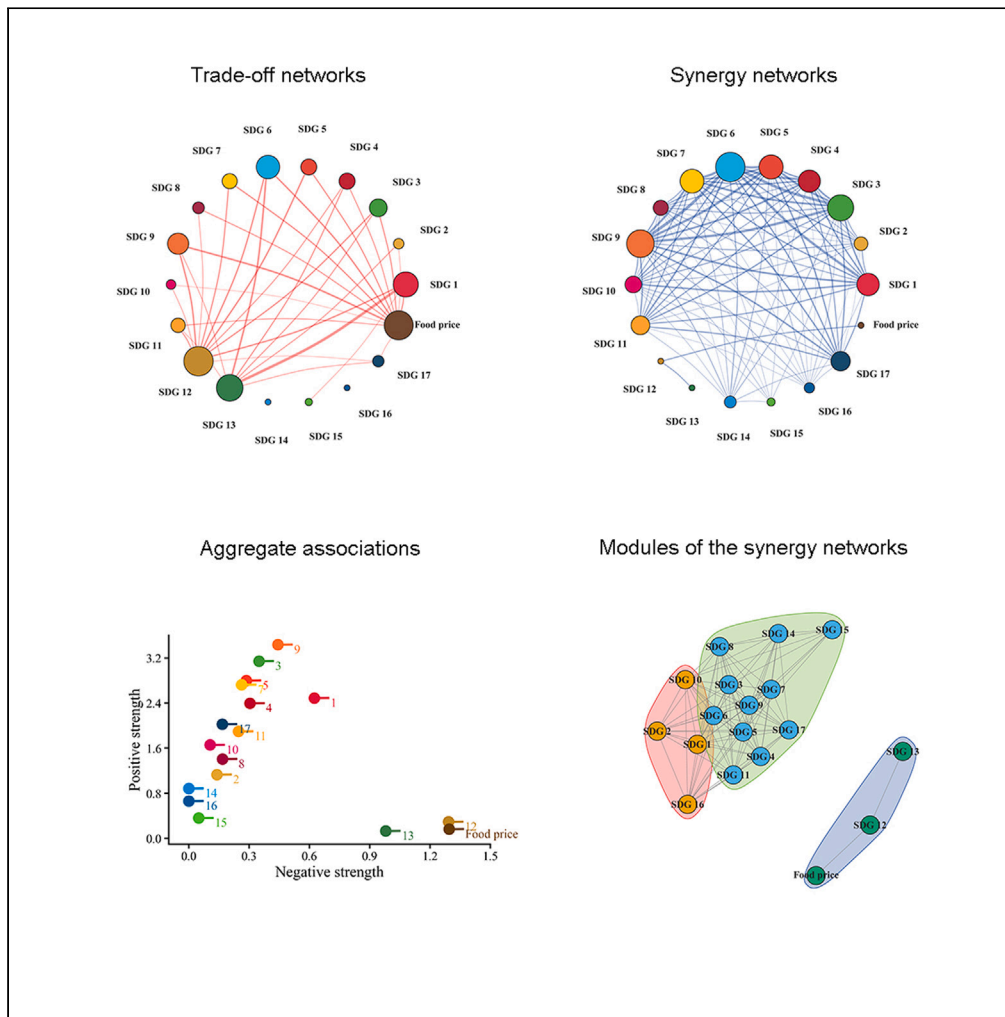 Trade-off networks
SDG 6
SDG 5
SDG 4
SDG 3
SDG 2
SDG 1
Food price
SDG 17
SDG 16
SDG 15
SDG 14
SDG 13
SDG 12
SDG 11
SDG 10
SDG 9
SDG 8
SDG 7
Synergy networks
SDG 6
SDG 5
SDG 4
SDG 3
SDG 2
SDG 1
Food price
SDG 17
SDG 16
SDG 15
SDG 14
SDG 13
SDG 12
SDG 11
SDG 10
SDG 9
SDG 8
SDG 7
Aggregate associations
Positive strength
3.2
2.4
1.6
0.8
0.0
9
3
5
7
1
4
17
11
10
8
2
14
16
15
13
12
Food price
0.0 0.3 0.6 0.9 1.2 1.5
Negative strength
Modules of the synergy networks
SDG 15
SDG 14
SDG 8
SDG 10
SDG 3
SDG 7
SDG 9
SDG 6
SDG 2
SDG 5
SDG 17
SDG 1
SDG 4
SDG 11
SDG 16
SDG 13
SDG 12
Food price